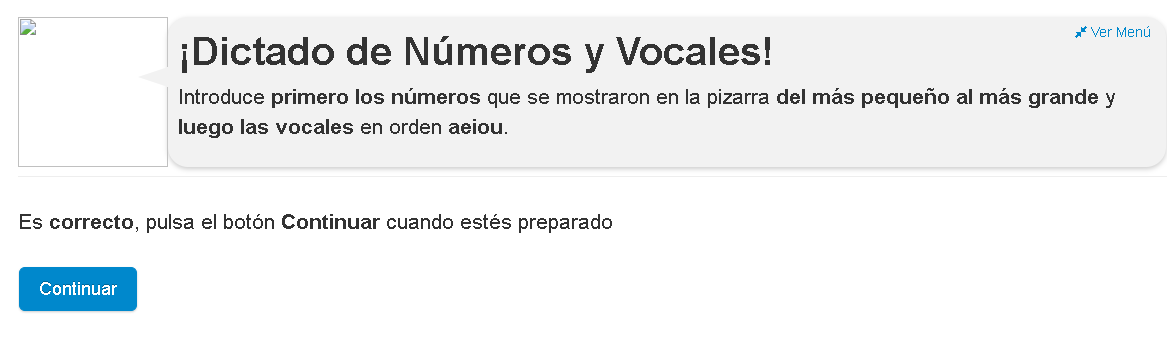 Ver Menú
¡Dictado de Números y Vocales!
Introduce primero los números que se mostraron en la pizarra del más pequeño al más grande y
luego las vocales en orden aeiou.
Es correcto, pulsa el botón Continuar cuando estés preparado
Continuar